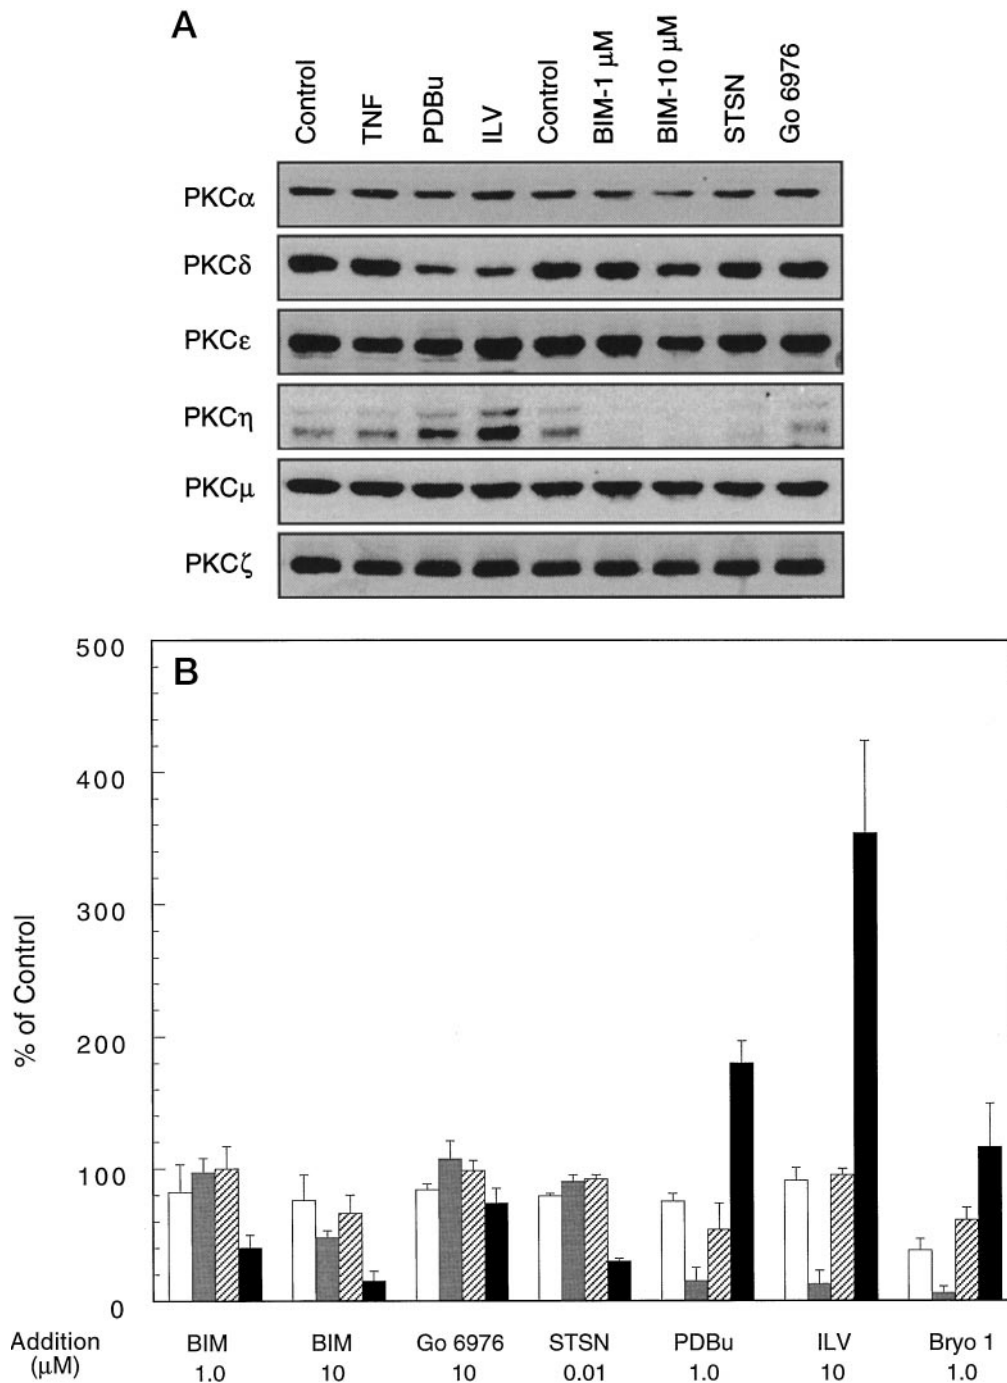 A
Control TNF PDBu ILV Control BIM-1 μM BIM-10 μM STSN Go 6976
PKCα
PKCδ
PKCε
PKCη
PKCμ
PKCζ
B
500
400
300
200
100
0
% of Control
Addition BIM BIM Go 6976 STSN PDBu ILV Bryo 1
(μM) 1.0 10 10 0.01 1.0 10 1.0